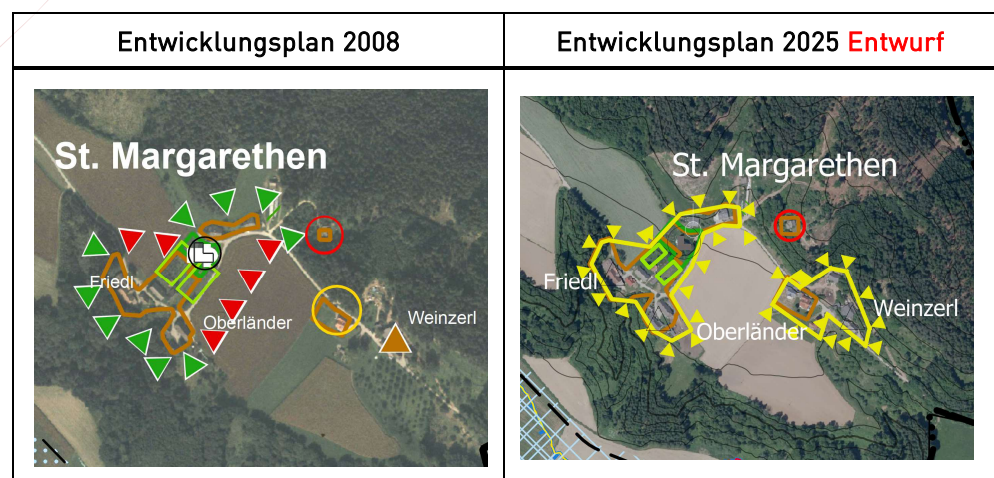 Entwicklungsplan 2008
Entwicklungsplan 2025 Entwurf
St. Margarethen
Friedl
Oberländer
Weinzerl
St. Margarethen
Friedl
Oberländer
Weinzerl